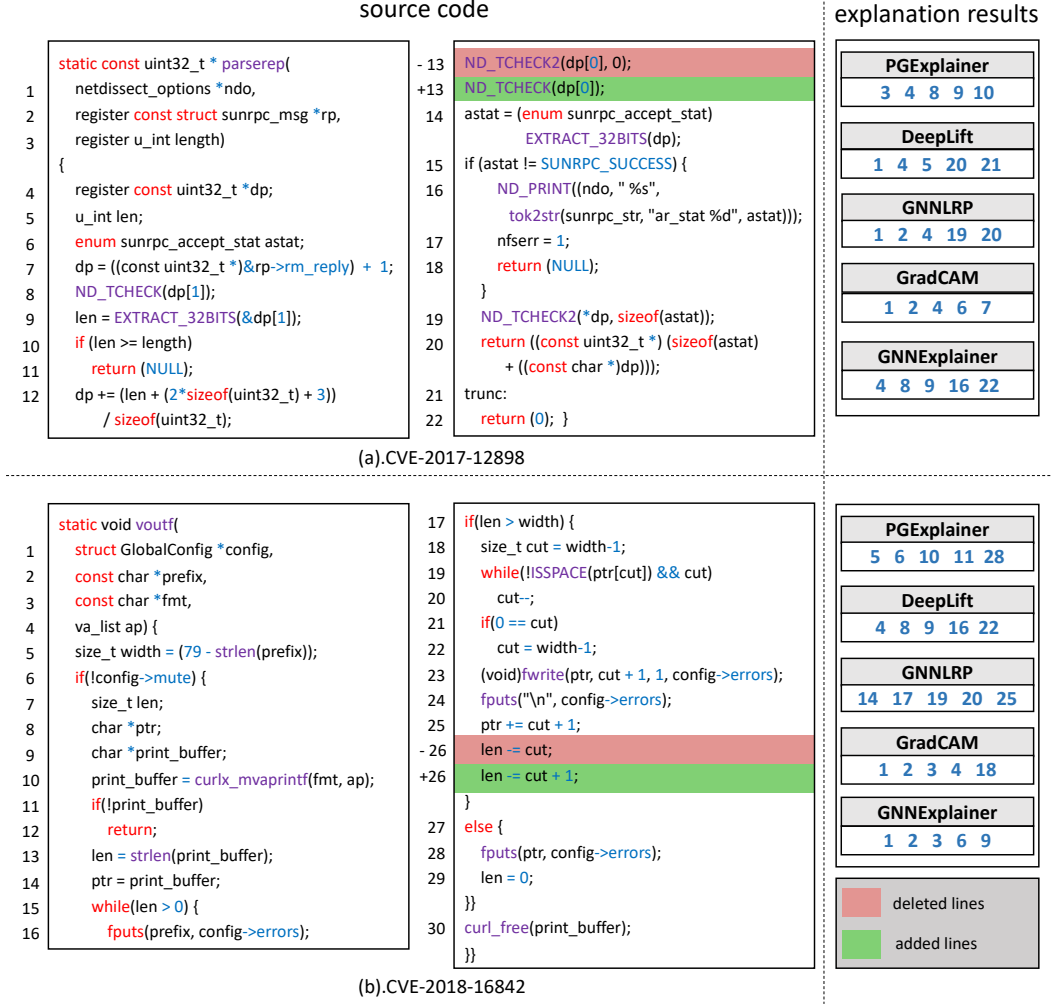 source code
explanation results
static const uint32_t * parserep(
1 netdissect_options *ndo,
2 register const struct sunrpc_msg *rp,
3 register u_int length)
{
4 register const uint32_t *dp;
5 u_int len;
6 enum sunrpc_accept_stat astat;
7 dp = ((const uint32_t *)&rp->rm_reply) + 1;
8 ND_TCHECK(dp[1]);
9 len = EXTRACT_32BITS(&dp[1]);
10 if (len >= length)
11 return (NULL);
12 dp += (len + (2*sizeof(uint32_t) + 3))
/ sizeof(uint32_t);
- 13 ND_TCHECK2(dp[0], 0);
+13 ND_TCHECK(dp[0]);
14 astat = (enum sunrpc_accept_stat)
EXTRACT_32BITS(dp);
15 if (astat != SUNRPC_SUCCESS) {
16 ND_PRINT((ndo, " %s",
tok2str(sunrpc_str, "ar_stat %d", astat)));
17 nfserr = 1;
18 return (NULL);
}
19 ND_TCHECK2(*dp, sizeof(astat));
20 return ((const uint32_t *) (sizeof(astat)
+ ((const char *)dp)));
21 trunc:
22 return (0); }
PGExplainer
3 4 8 9 10
DeepLift
1 4 5 20 21
GNNLRP
1 2 4 19 20
GradCAM
1 2 4 6 7
GNNExplainer
4 8 9 16 22
(a).CVE-2017-12898
static void voutf(
1 struct GlobalConfig *config,
2 const char *prefix,
3 const char *fmt,
4 va_list ap) {
5 size_t width = (79 - strlen(prefix));
6 if(!config->mute) {
7 size_t len;
8 char *ptr;
9 char *print_buffer;
10 print_buffer = curlx_mvaprintf(fmt, ap);
11 if(!print_buffer)
12 return;
13 len = strlen(print_buffer);
14 ptr = print_buffer;
15 while(len > 0) {
16 fputs(prefix, config->errors);
17 if(len > width) {
18 size_t cut = width-1;
19 while(!ISSPACE(ptr[cut]) && cut)
20 cut--;
21 if(0 == cut)
22 cut = width-1;
23 (void)fwrite(ptr, cut + 1, 1, config->errors);
24 fputs("\n", config->errors);
25 ptr += cut + 1;
- 26 len -= cut;
+26 len -= cut + 1;
}
27 else {
28 fputs(ptr, config->errors);
29 len = 0;
}}
30 curl_free(print_buffer);
}}
PGExplainer
5 6 10 11 28
DeepLift
4 8 9 16 22
GNNLRP
14 17 19 20 25
GradCAM
1 2 3 4 18
GNNExplainer
1 2 3 6 9
deleted lines
added lines
(b).CVE-2018-16842